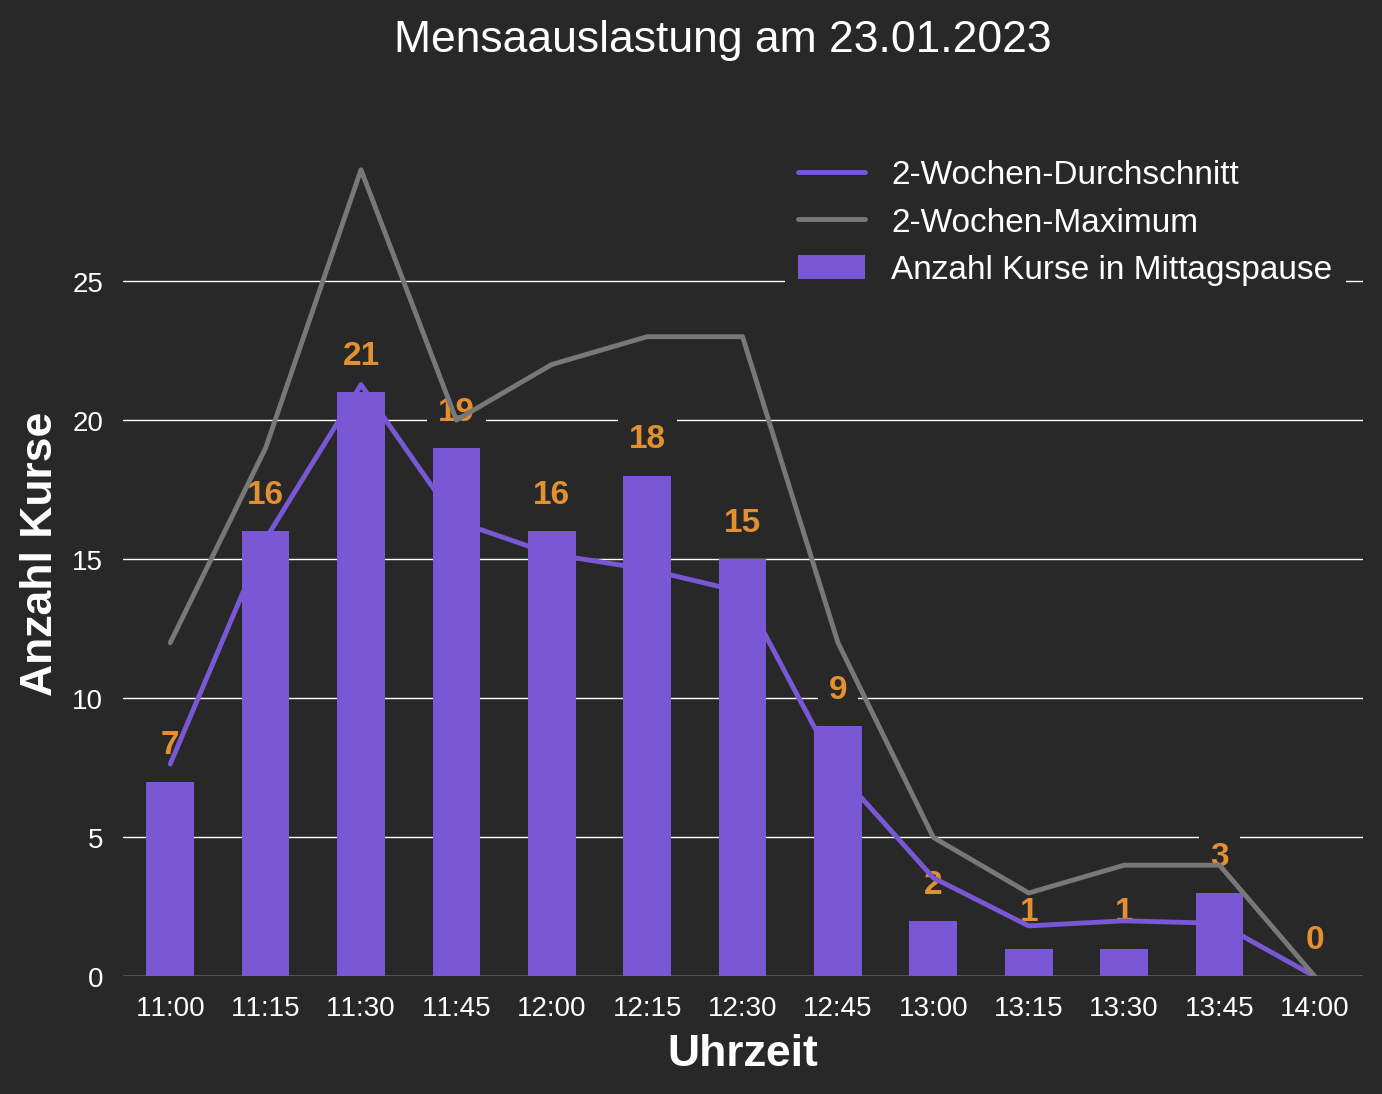 Mensaauslastung am 23.01.2023
2-Wochen-Durchschnitt
2-Wochen-Maximum
Anzahl Kurse in Mittagspause
Anzahl Kurse
25
20
15
10
5
0
7
16
21
19
16
18
15
9
2
1
1
3
0
11:00 11:15 11:30 11:45 12:00 12:15 12:30 12:45 13:00 13:15 13:30 13:45 14:00
Uhrzeit